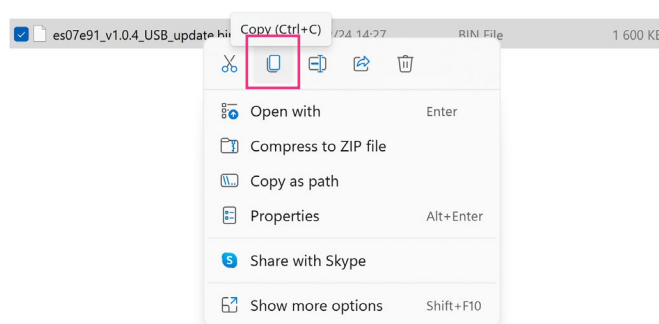 Copy (Ctrl+C)
es07e91_v1.0.4_USB_update.bin /24 14:27 BIN File 1 600 KB
Open with Enter
Compress to ZIP file
Copy as path
Properties Alt+Enter
Share with Skype
Show more options Shift+F10